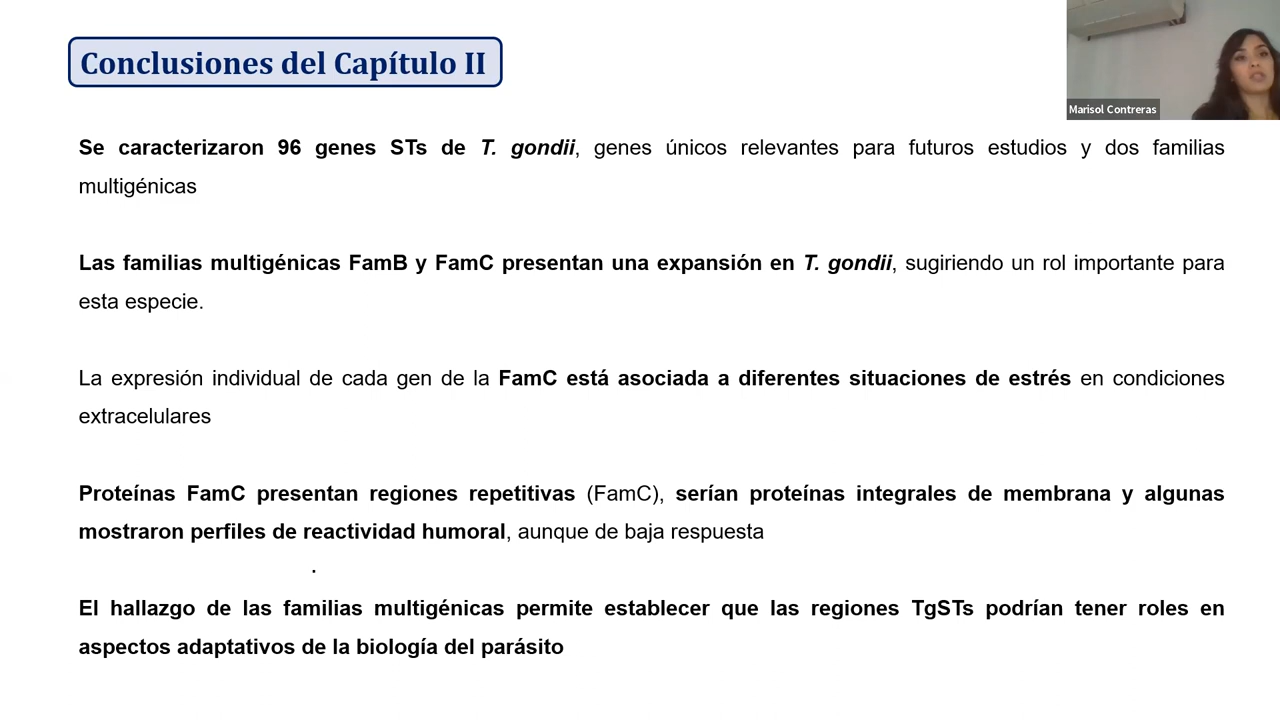 Conclusiones del Capítulo II
Marisol Contreras
Se caracterizaron 96 genes STs de T. gondii, genes únicos relevantes para futuros estudios y dos familias
multigénicas
Las familias multigénicas FamB y FamC presentan una expansión en T. gondii, sugiriendo un rol importante para
esta especie.
La expresión individual de cada gen de la FamC está asociada a diferentes situaciones de estrés en condiciones
extracelulares
Proteínas FamC presentan regiones repetitivas (FamC), serían proteínas integrales de membrana y algunas
mostraron perfiles de reactividad humoral, aunque de baja respuesta
.
El hallazgo de las familias multigénicas permite establecer que las regiones TgSTs podrían tener roles en
aspectos adaptativos de la biología del parásito